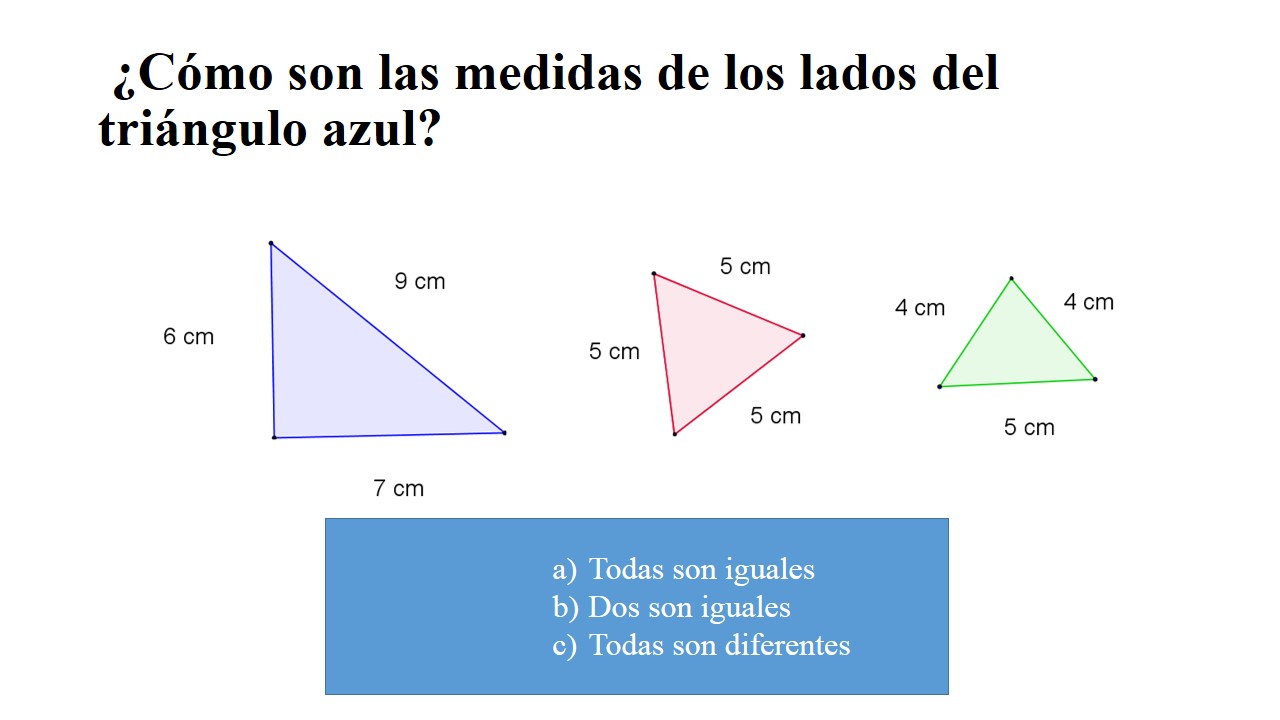 ¿Cómo son las medidas de los lados del
triángulo azul?
9 cm
6 cm
7 cm
5 cm
5 cm
5 cm
4 cm
4 cm
5 cm
a) Todas son iguales
b) Dos son iguales
c) Todas son diferentes